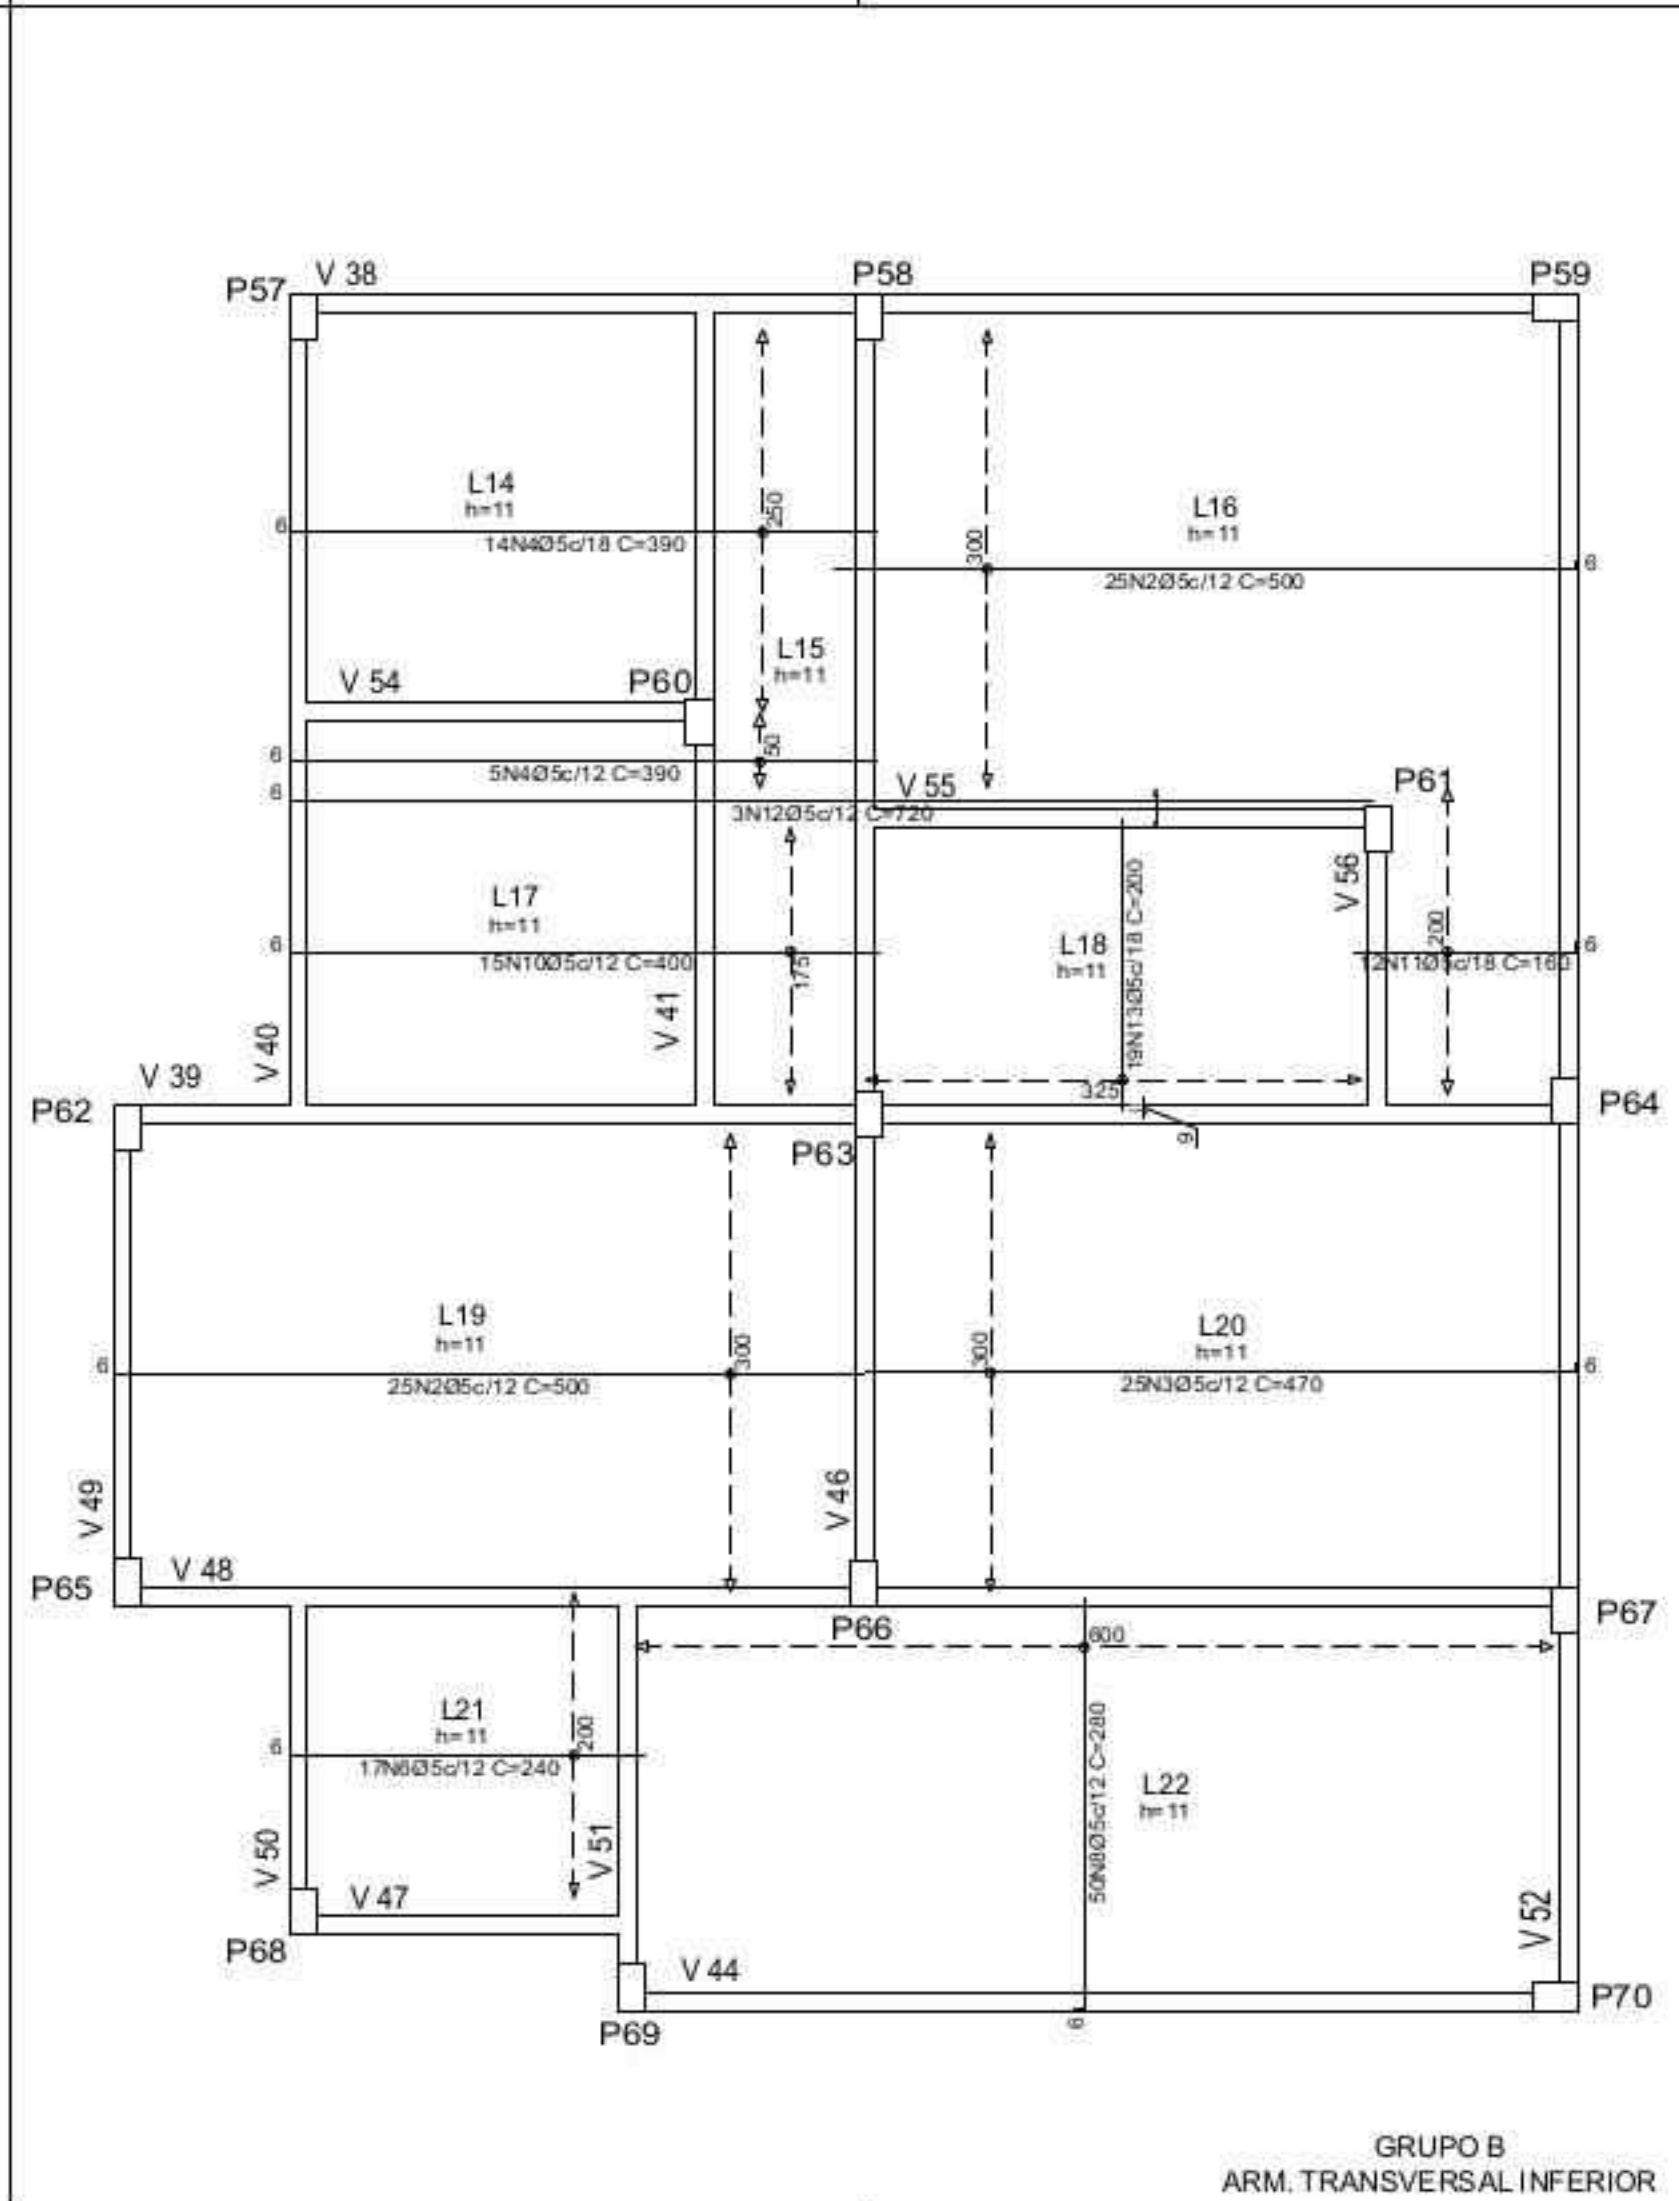 V 38
P57
P58
P59
L14
h=11
6
14N4Ø5c/18 C=390
250
L16
h=11
300
25N2Ø5c/12 C=500
6
L15
h=11
V 54
P60
6
50
5N4Ø5c/12 C=390
6
3N12Ø5c/12 C=720
V 55
P61
L17
h=11
6
15N10Ø5c/12 C=400
175
L18
h=11
19N13Ø5c/18 C=200
V 56
200
12N11Ø5c/18 C=160
6
V 40
V 41
325
V 39
P62
P63
P64
6
L19
h=11
6
25N2Ø5c/12 C=500
300
L20
h=11
300
25N3Ø5c/12 C=470
6
V 49
V 46
P65
V 48
P66
P67
600
L21
h=11
6
17N6Ø5c/12 C=240
200
50N8Ø5c/12 C=280
L22
h=11
V 50
V 51
V 52
V 47
P68
V 44
P69
6
P70
GRUPO B
ARM. TRANSVERSAL INFERIOR